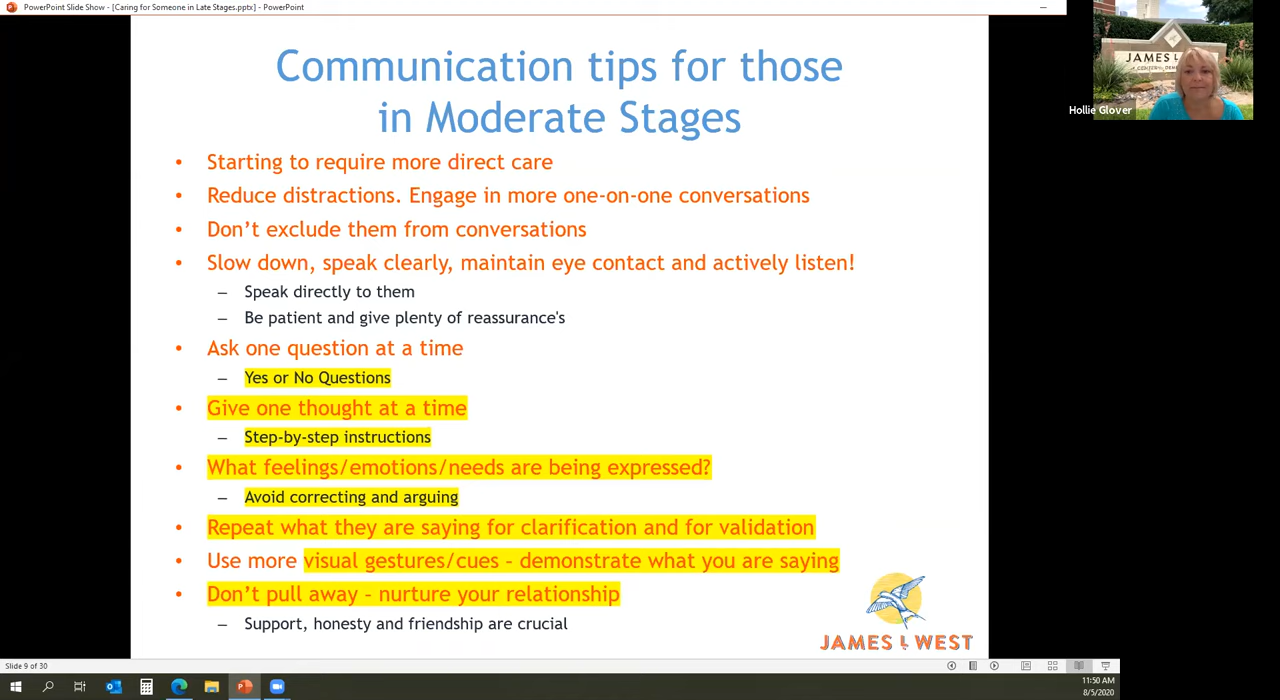 PowerPoint Slide Show - [Caring for Someone in Late Stages.pptx] - PowerPoint
JAMES L
Hollie Glover
Communication tips for those
in Moderate Stages
• Starting to require more direct care
• Reduce distractions. Engage in more one-on-one conversations
• Don’t exclude them from conversations
• Slow down, speak clearly, maintain eye contact and actively listen!
– Speak directly to them
– Be patient and give plenty of reassurance's
• Ask one question at a time
– Yes or No Questions
• Give one thought at a time
– Step-by-step instructions
• What feelings/emotions/needs are being expressed?
– Avoid correcting and arguing
• Repeat what they are saying for clarification and for validation
• Use more visual gestures/cues – demonstrate what you are saying
• Don’t pull away – nurture your relationship
– Support, honesty and friendship are crucial
JAMES L WEST
Slide 9 of 30
11:50 AM
8/5/2020